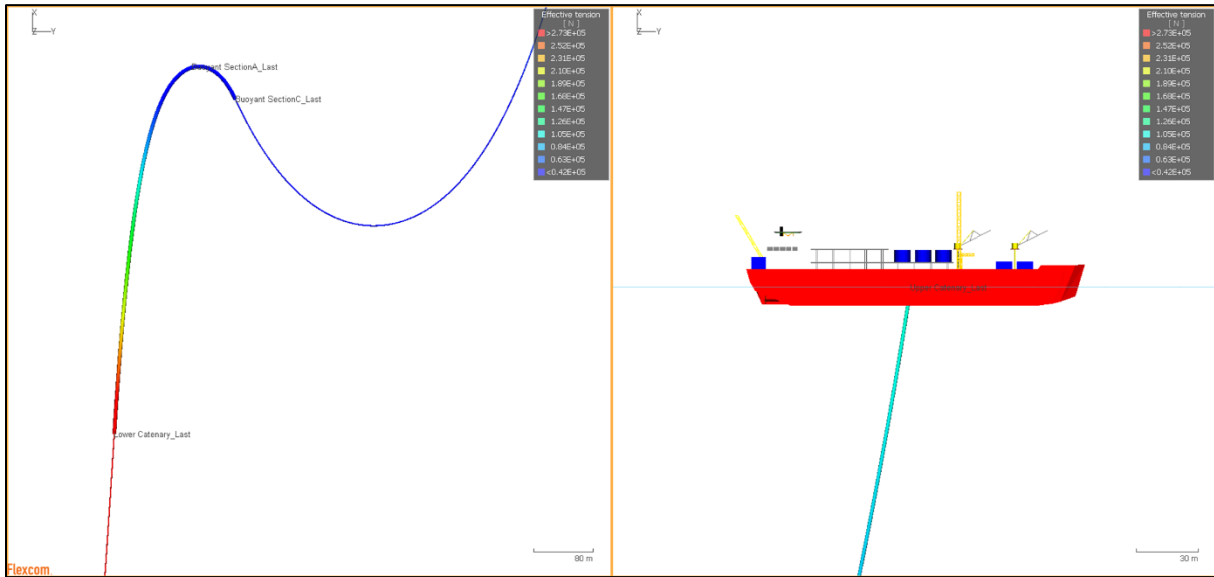 X
Z Y
Effective tension
[ N ]
>2.73E+05
2.52E+05
2.31E+05
2.10E+05
1.89E+05
1.68E+05
1.47E+05
1.26E+05
1.05E+05
0.84E+05
0.63E+05
<0.42E+05
Buoyant SectionA_Last
Buoyant SectionC_Last
Lower Catenary_Last
80 m
Flexcom
X
Z Y
Effective tension
[ N ]
>2.73E+05
2.52E+05
2.31E+05
2.10E+05
1.89E+05
1.68E+05
1.47E+05
1.26E+05
1.05E+05
0.84E+05
0.63E+05
<0.42E+05
Upper Catenary_Last
30 m